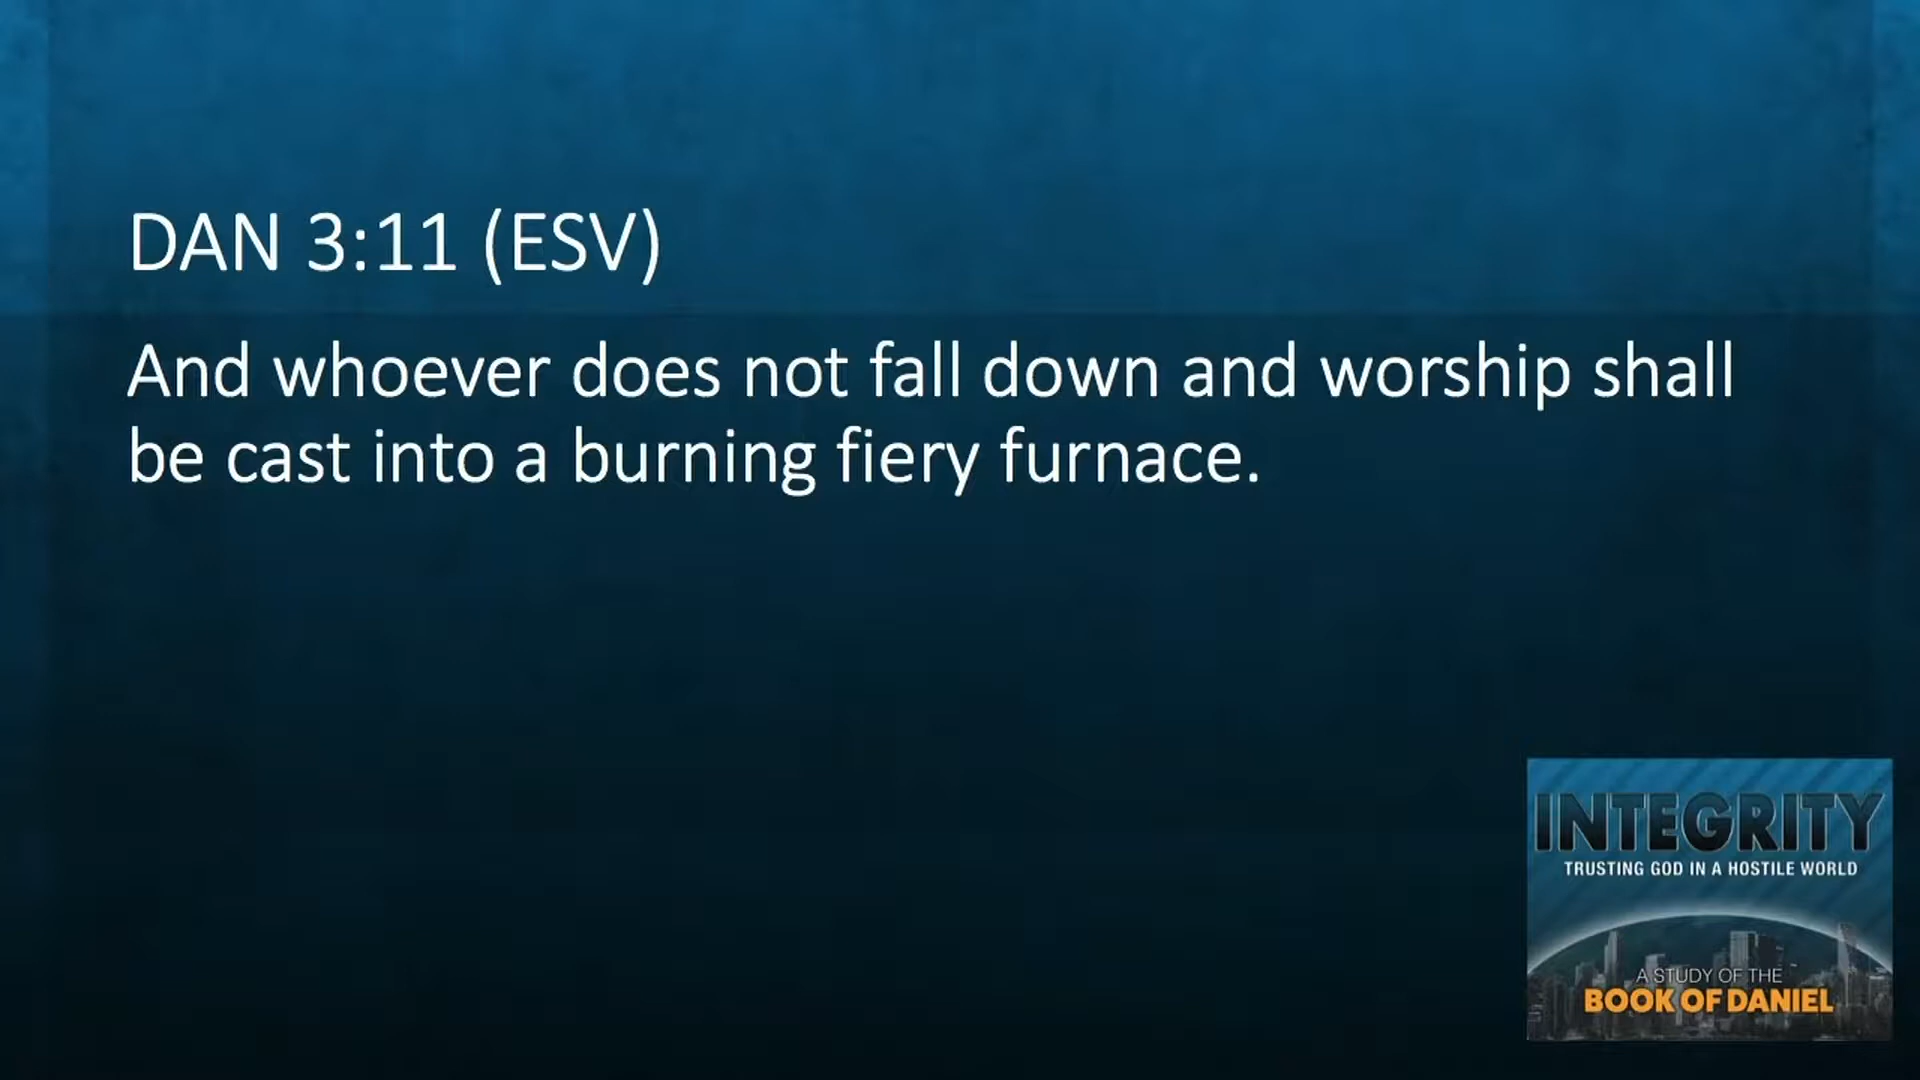 DAN 3:11 (ESV)
And whoever does not fall down and worship shall
be cast into a burning fiery furnace.
INTEGRITY
TRUSTING GOD IN A HOSTILE WORLD
A STUDY OF THE
BOOK OF DANIEL